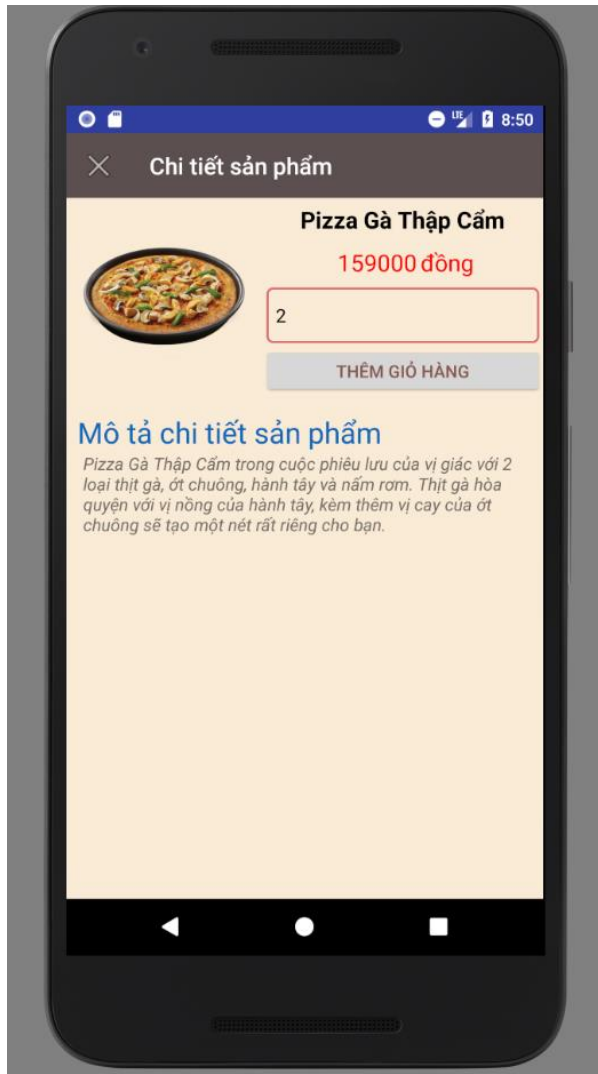 LTE 8:50
Chi tiết sản phẩm
Pizza Gà Thập Cẩm
159000 đồng
2
THÊM GIỎ HÀNG
Mô tả chi tiết sản phẩm
Pizza Gà Thập Cẩm trong cuộc phiêu lưu của vị giác với 2
loại thịt gà, ớt chuông, hành tây và nấm rơm. Thịt gà hòa
quyện với vị nồng của hành tây, kèm thêm vị cay của ớt
chuông sẽ tạo một nét rất riêng cho bạn.